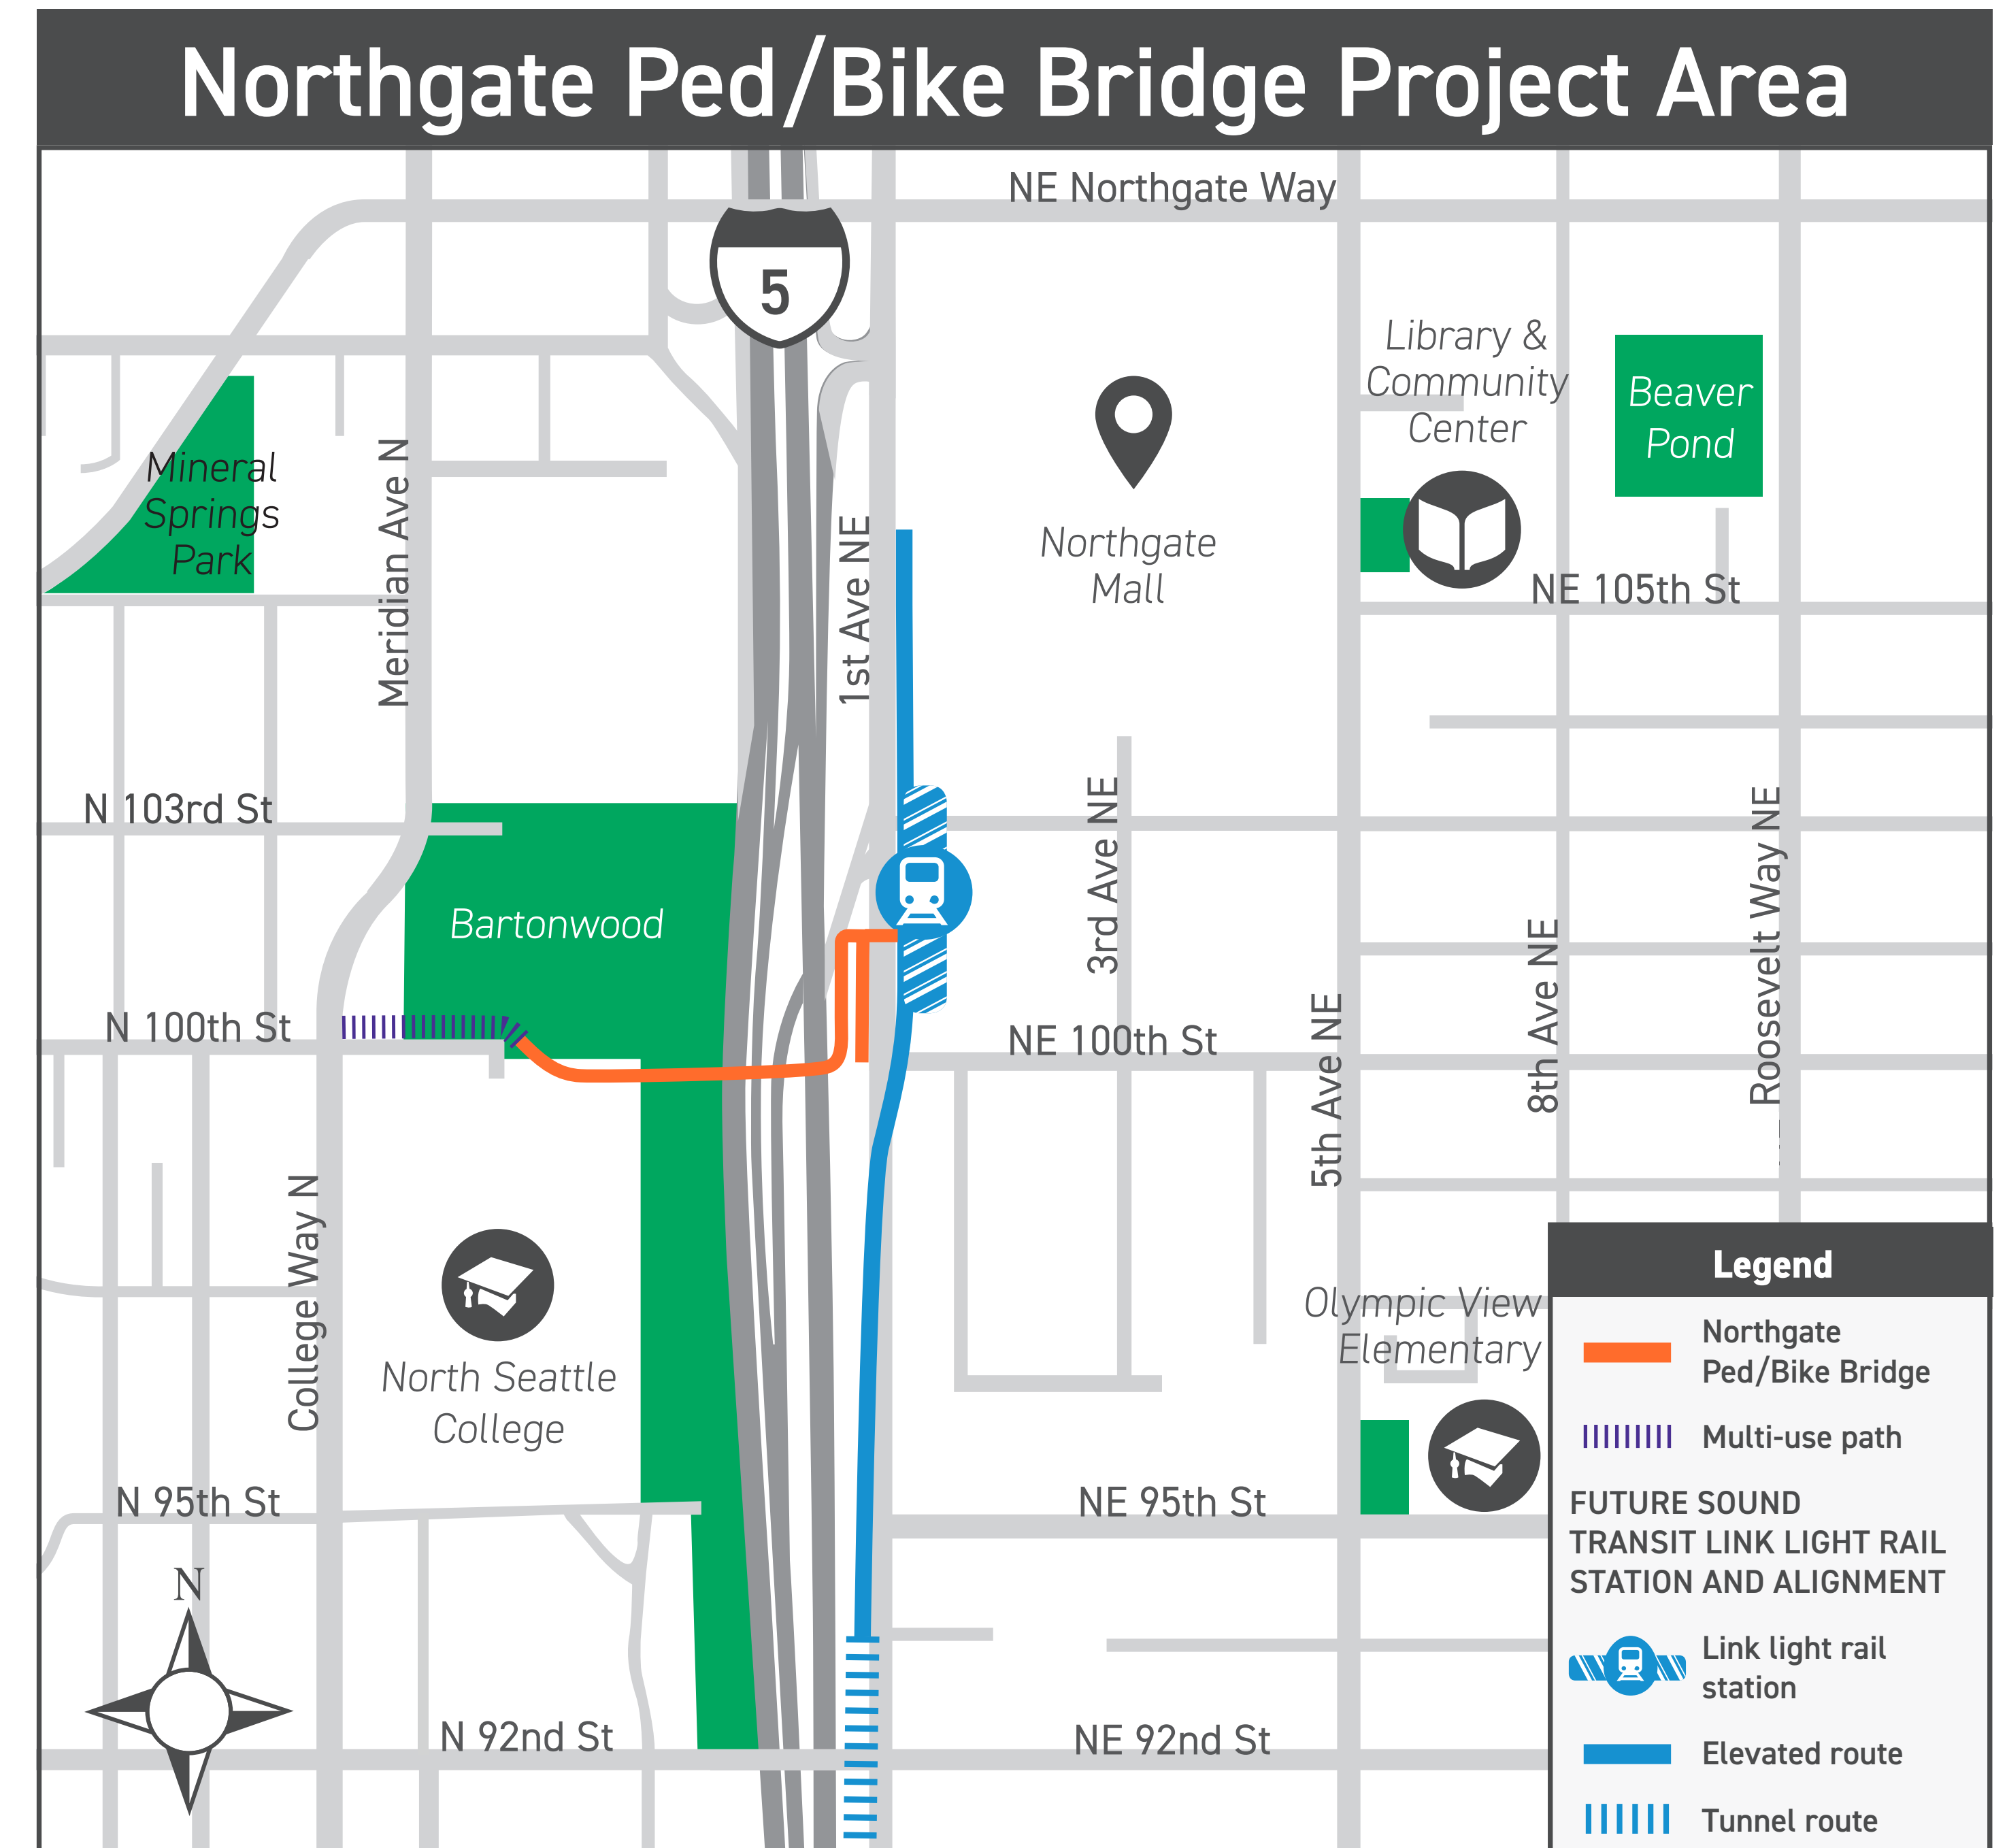 Northgate Ped/Bike Bridge Project Area
NE Northgate Way
5
Library &
Community
Center
Beaver
Pond
Mineral
Springs
Park
Meridian Ave N
1st Ave NE
Northgate
Mall
NE 105th St
N 103rd St
3rd Ave NE
Roosevelt Way NE
Bartonwood
8th Ave NE
N 100th St
NE 100th St
5th Ave NE
College Way N
North Seattle
College
Olympic View
Elementary
N 95th St
NE 95th St
N
N 92nd St
NE 92nd St
Legend
Northgate
Ped/Bike Bridge
Multi-use path
FUTURE SOUND
TRANSIT LINK LIGHT RAIL
STATION AND ALIGNMENT
Link light rail
station
Elevated route
Tunnel route